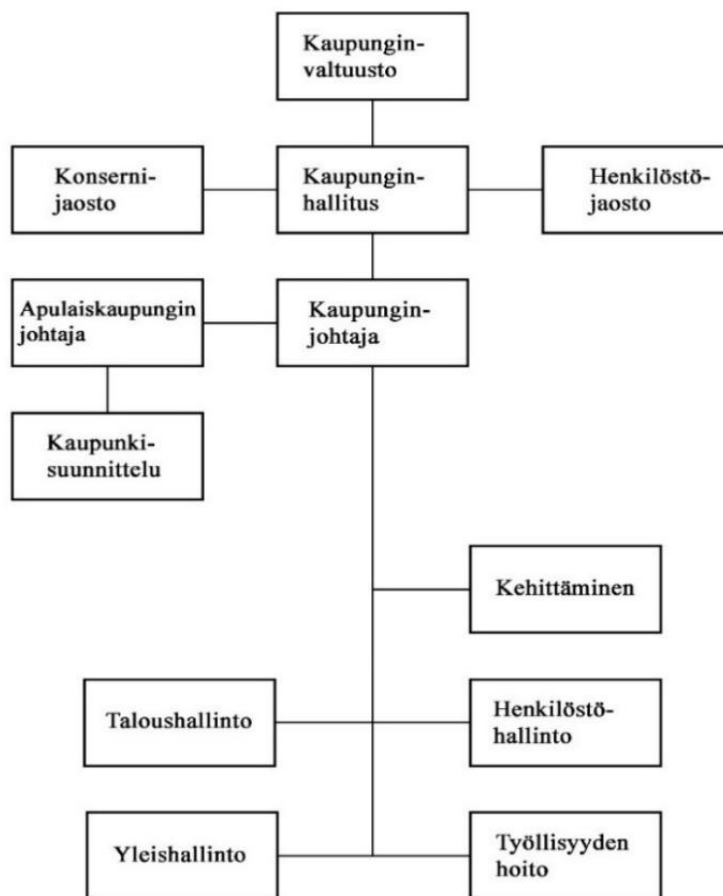 Kaupungin-
valtuusto
Konserni-
jaosto
Kaupungin-
hallitus
Henkilöstö-
jaosto
Apulaiskaupungin
johtaja
Kaupungin-
johtaja
Kaupunki-
suunnittelu
Kehittäminen
Taloushallinto
Henkilöstö-
hallinto
Yleishallinto
Työllisyyden
hoito